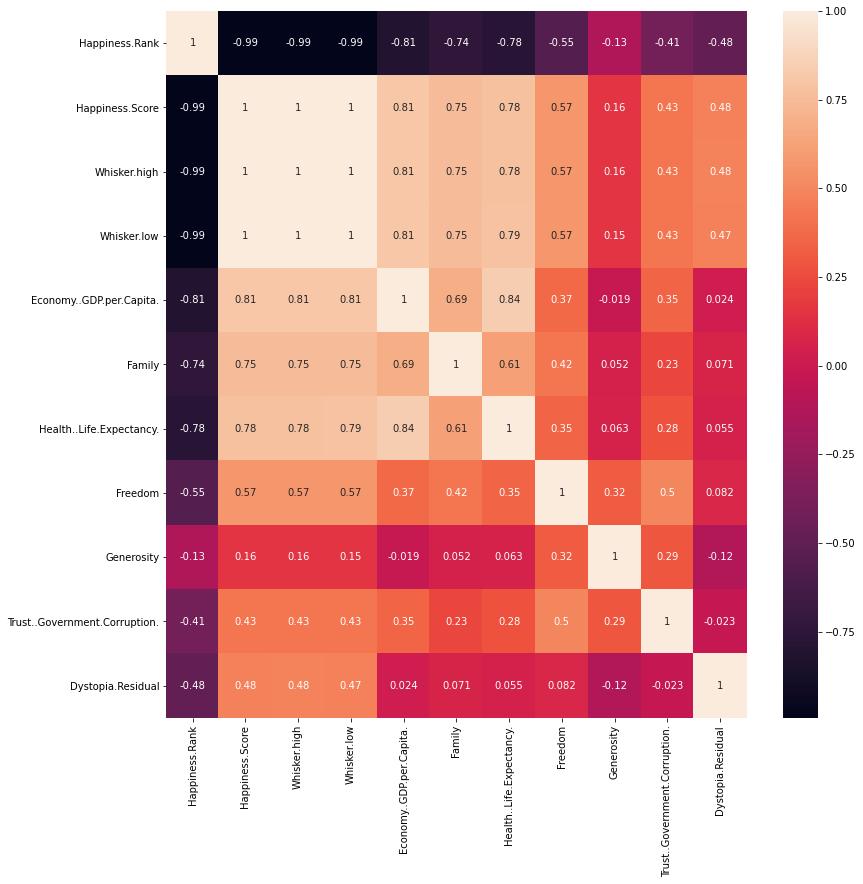 Happiness.Rank 1 -0.99 -0.99 -0.99 -0.81 -0.74 -0.78 -0.55 -0.13 -0.41 -0.48
Happiness.Score -0.99 1 1 1 0.81 0.75 0.78 0.57 0.16 0.43 0.48
Whisker.high -0.99 1 1 1 0.81 0.75 0.78 0.57 0.16 0.43 0.48
Whisker.low -0.99 1 1 1 0.81 0.75 0.79 0.57 0.15 0.43 0.47
Economy..GDP.per.Capita. -0.81 0.81 0.81 0.81 1 0.69 0.84 0.37 -0.019 0.35 0.024
Family -0.74 0.75 0.75 0.75 0.69 1 0.61 0.42 0.052 0.23 0.071
Health..Life.Expectancy. -0.78 0.78 0.78 0.79 0.84 0.61 1 0.35 0.063 0.28 0.055
Freedom -0.55 0.57 0.57 0.57 0.37 0.42 0.35 1 0.32 0.5 0.082
Generosity -0.13 0.16 0.16 0.15 -0.019 0.052 0.063 0.32 1 0.29 -0.12
Trust..Government.Corruption. -0.41 0.43 0.43 0.43 0.35 0.23 0.28 0.5 0.29 1 -0.023
Dystopia.Residual -0.48 0.48 0.48 0.47 0.024 0.071 0.055 0.082 -0.12 -0.023 1
Happiness.Rank
Happiness.Score
Whisker.high
Whisker.low
Economy..GDP.per.Capita.
Family
Health..Life.Expectancy.
Freedom
Generosity
Trust..Government.Corruption.
Dystopia.Residual
1.00
0.75
0.50
0.25
0.00
−0.25
−0.50
−0.75